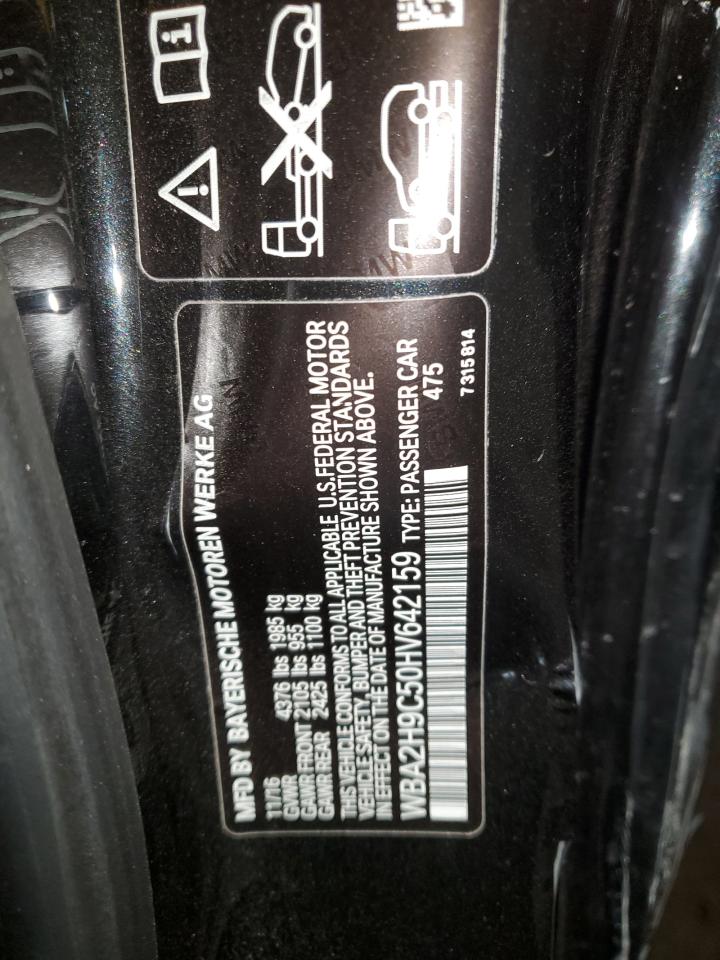 MFD BY BAYERISCHE MOTOREN WERKE AG
11/16
GVWR 4376 lbs 1985 kg
GAWR FRONT 2105 lbs 955 kg
GAWR REAR 2425 lbs 1100 kg
THIS VEHICLE CONFORMS TO ALL APPLICABLE U.S. FEDERAL MOTOR
VEHICLE SAFETY, BUMPER AND THEFT PREVENTION STANDARDS
IN EFFECT ON THE DATE OF MANUFACTURE SHOWN ABOVE.
WBA2H9C50HV642159 TYPE: PASSENGER CAR
475
7315814